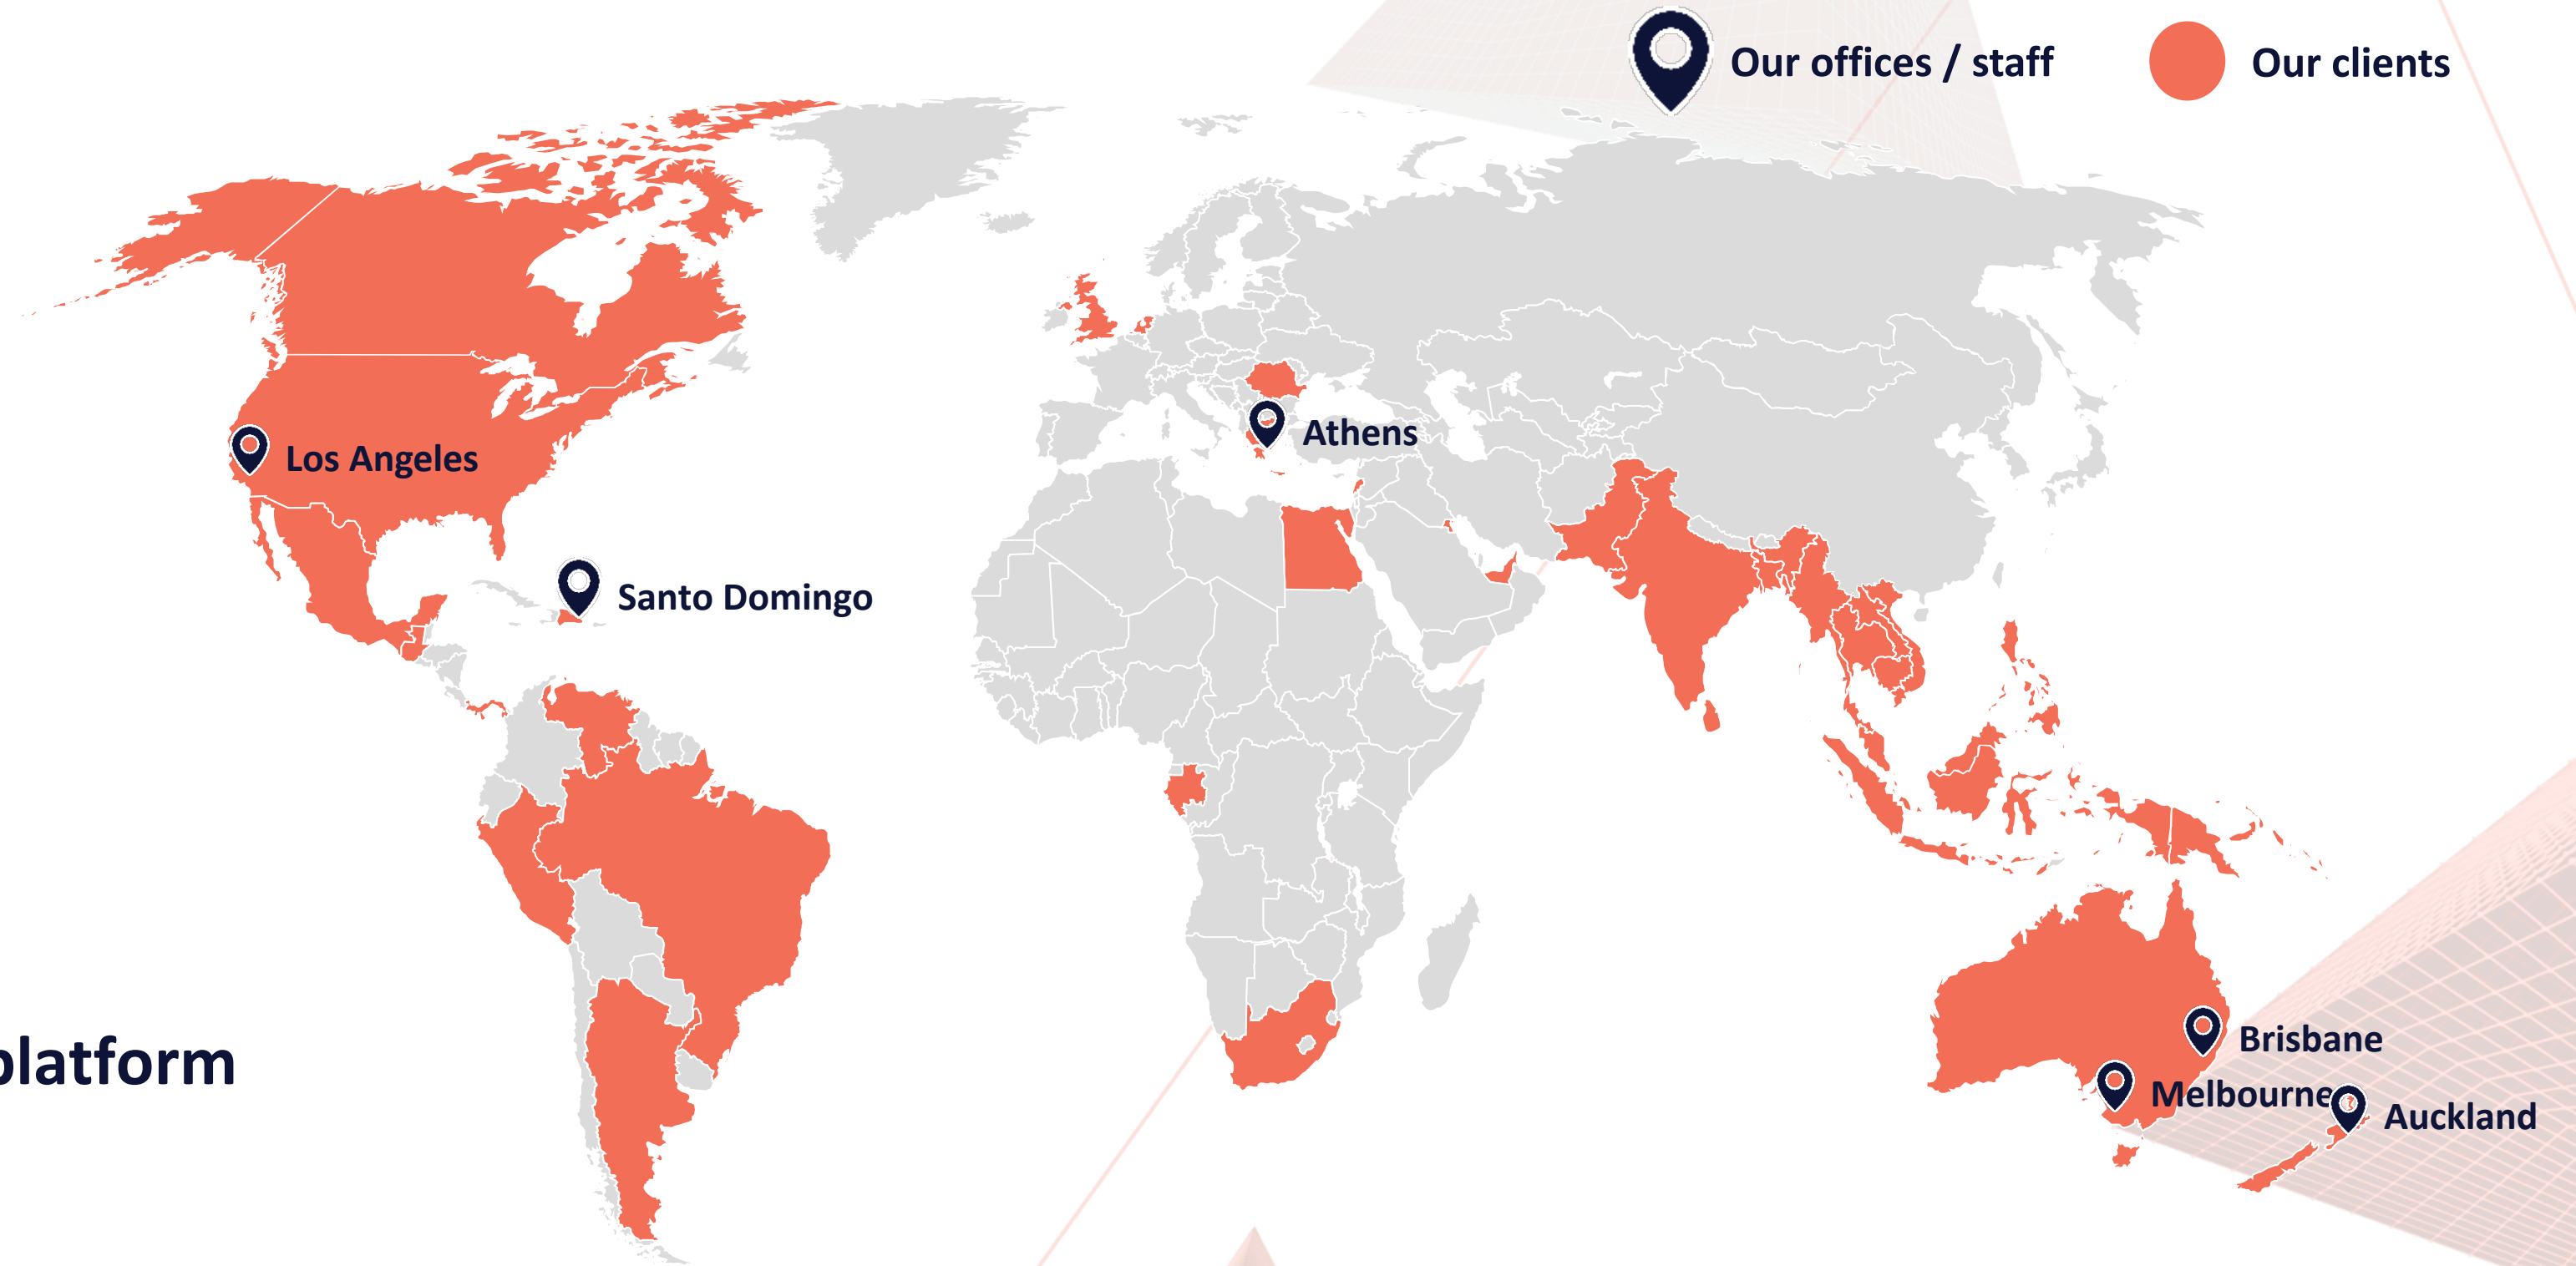 Our offices / staff
Our clients
Los Angeles
Athens
Santo Domingo
Brisbane
Melbourne
Auckland
platform